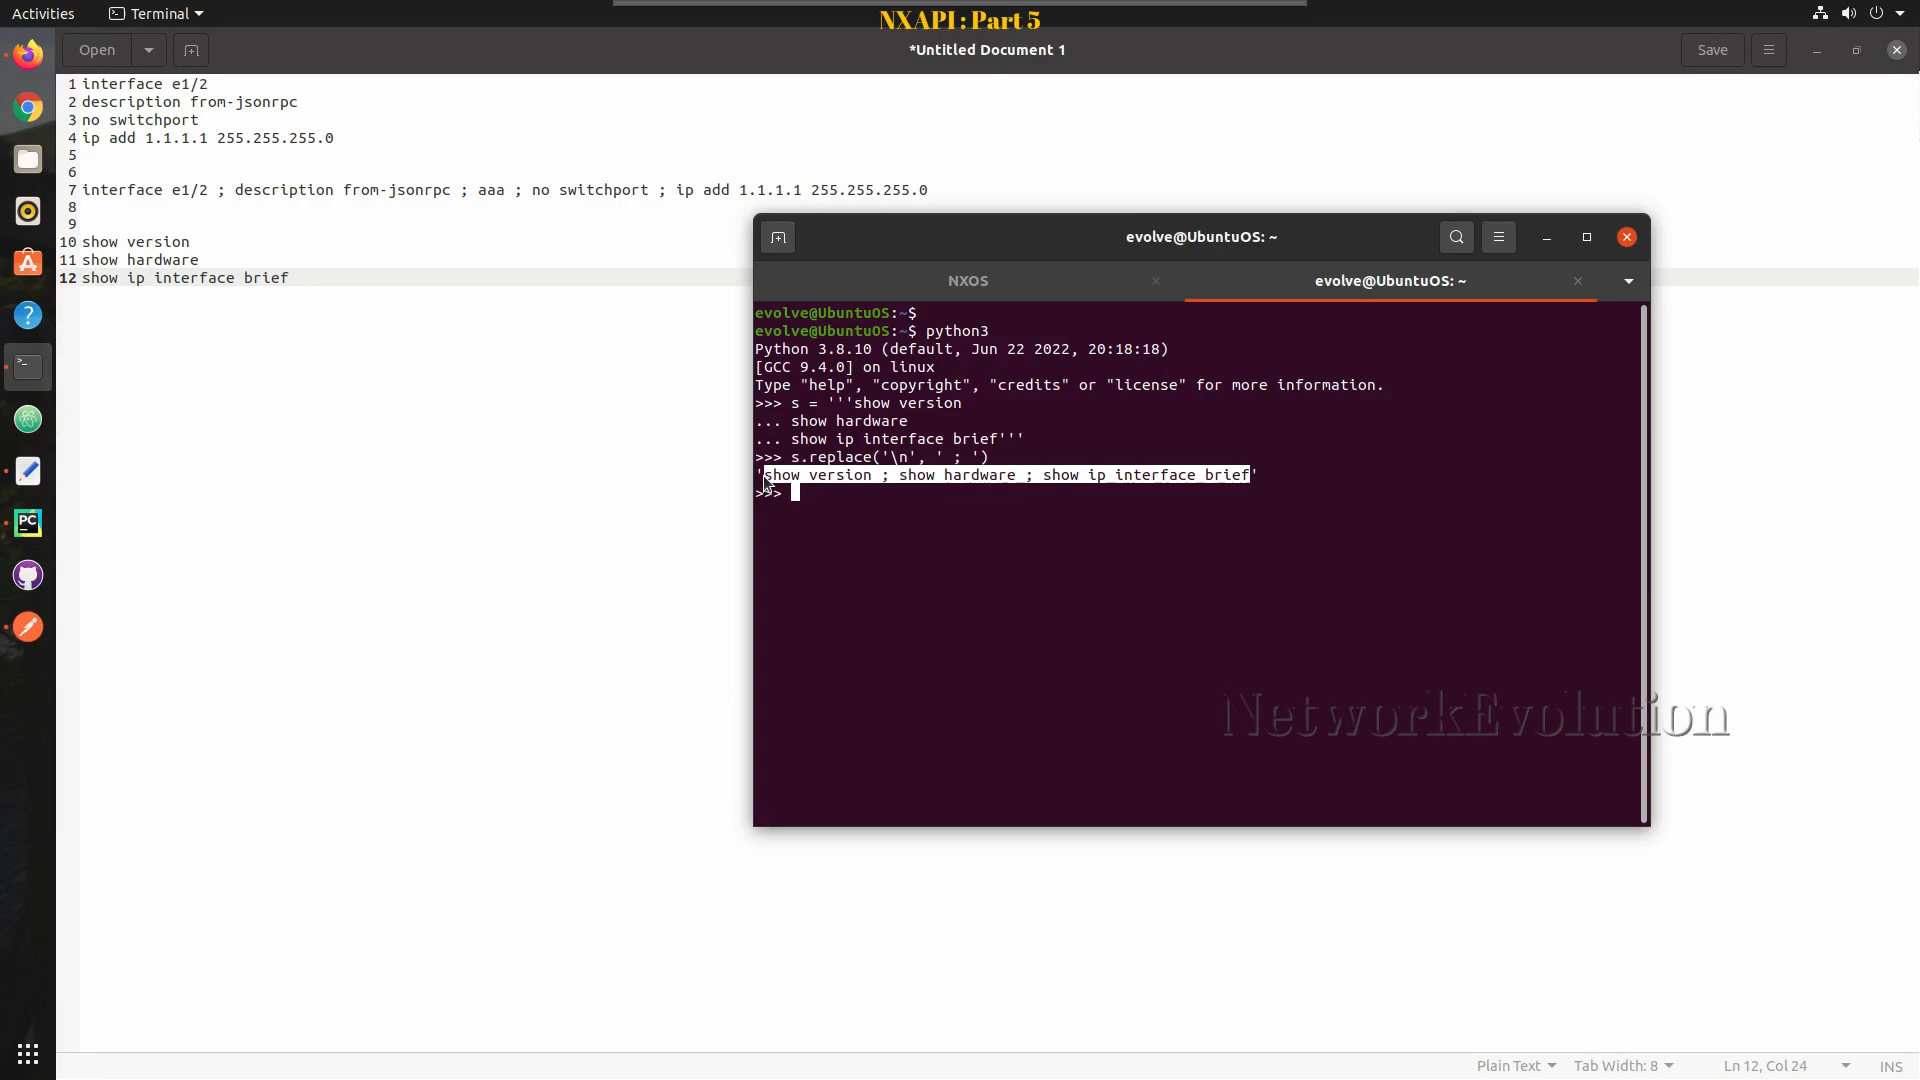 Activities
Terminal
NXAPI : Part 5
Open
*Untitled Document 1
Save
1 interface e1/2
2 description from-jsonrpc
3 no switchport
4 ip add 1.1.1.1 255.255.255.0
5
6
7 interface e1/2 ; description from-jsonrpc ; aaa ; no switchport ; ip add 1.1.1.1 255.255.255.0
8
9
10 show version
11 show hardware
12 show ip interface brief
evolve@UbuntuOS: ~
NXOS
evolve@UbuntuOS: ~
evolve@UbuntuOS:~$
evolve@UbuntuOS:~$ python3
Python 3.8.10 (default, Jun 22 2022, 20:18:18)
[GCC 9.4.0] on linux
Type "help", "copyright", "credits" or "license" for more information.
>>> s = '''show version
... show hardware
... show ip interface brief'''
>>> s.replace('\n', ' ; ')
'show version ; show hardware ; show ip interface brief'
>>>
PC
NetworkEvolution
Plain Text
Tab Width: 8
Ln 12, Col 24
INS